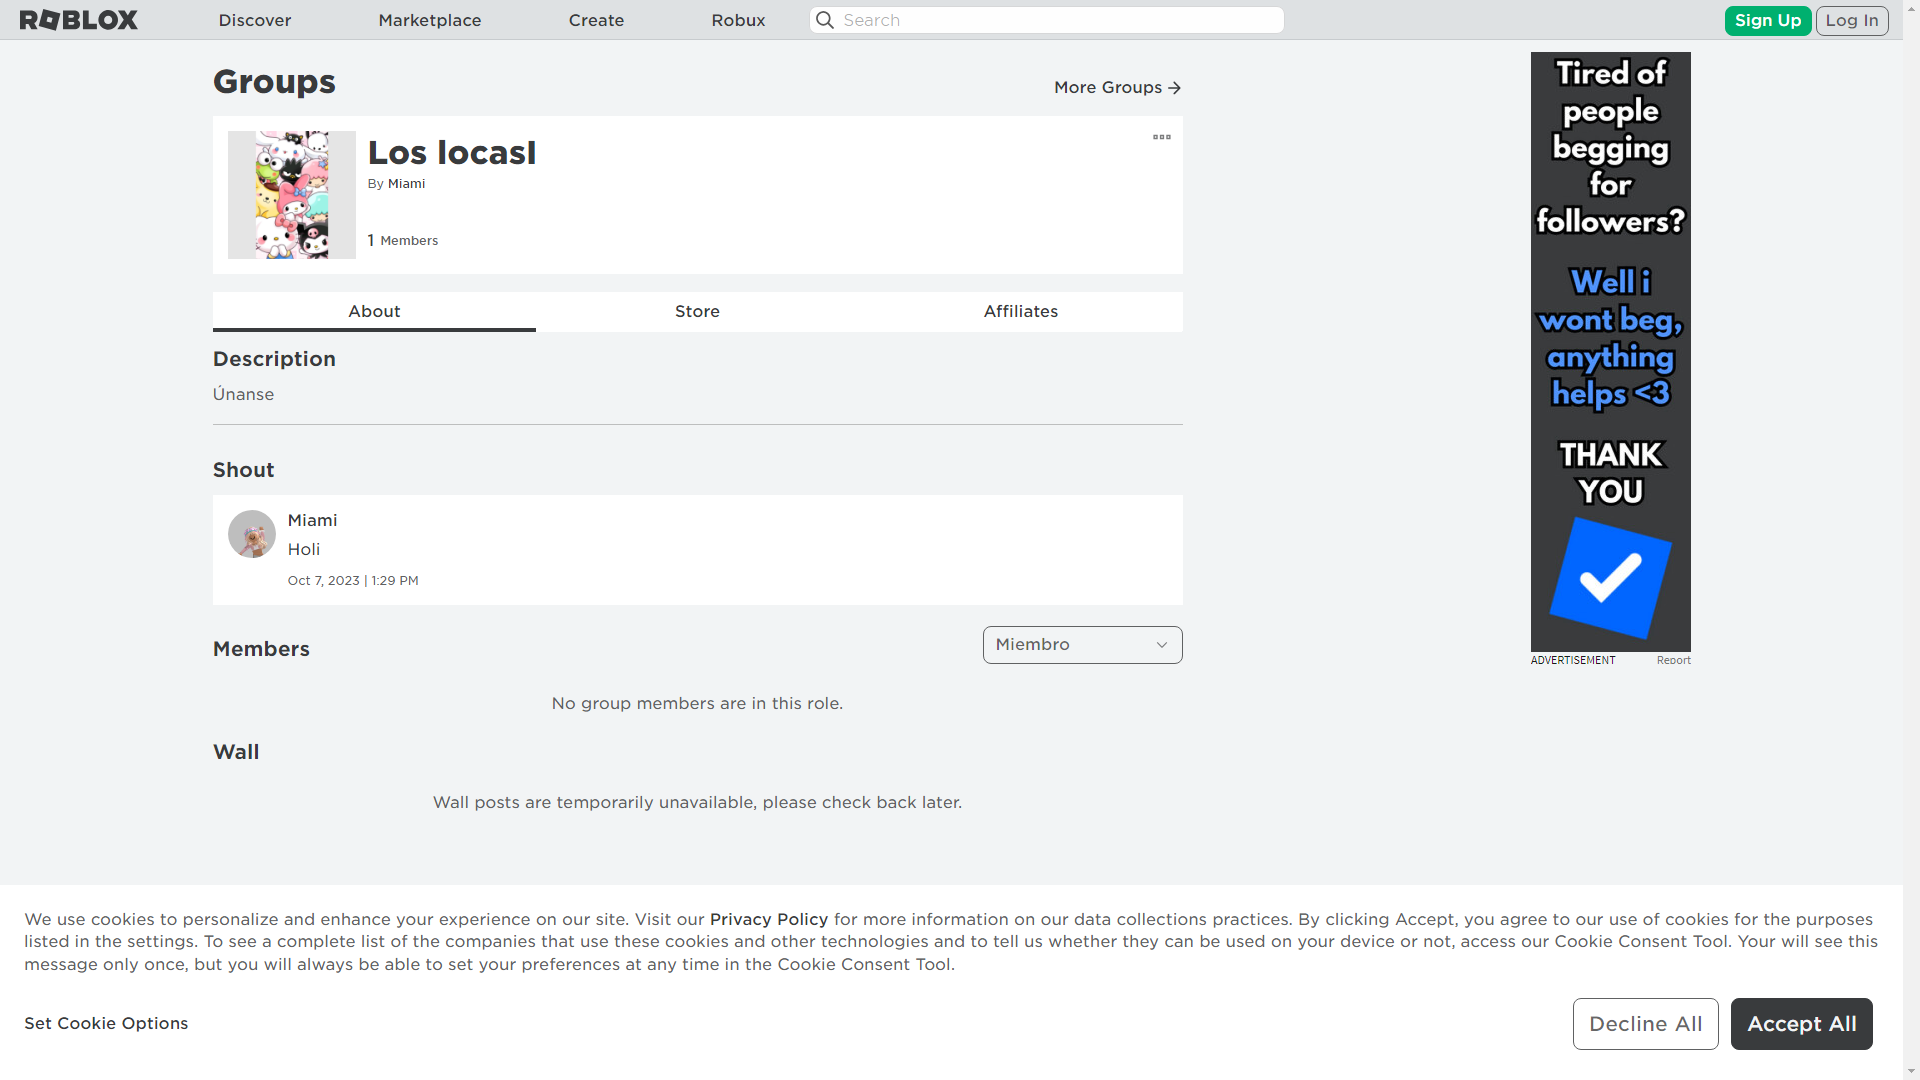 ROBLOX
Discover
Marketplace
Create
Robux
Search
Sign Up
Log In
Groups
More Groups
Los locasI
By Miami
1 Members
About
Store
Affiliates
Description
Únanse
Shout
Miami
Holi
Oct 7, 2023 | 1:29 PM
Members
Miembro
No group members are in this role.
Wall
Wall posts are temporarily unavailable, please check back later.
Tired of
people
begging
for
followers?
Well i
wont beg,
anything
helps <3
THANK
YOU
ADVERTISEMENT
Report
We use cookies to personalize and enhance your experience on our site. Visit our Privacy Policy for more information on our data collections practices. By clicking Accept, you agree to our use of cookies for the purposes
listed in the settings. To see a complete list of the companies that use these cookies and other technologies and to tell us whether they can be used on your device or not, access our Cookie Consent Tool. Your will see this
message only once, but you will always be able to set your preferences at any time in the Cookie Consent Tool.
Set Cookie Options
Decline All
Accept All